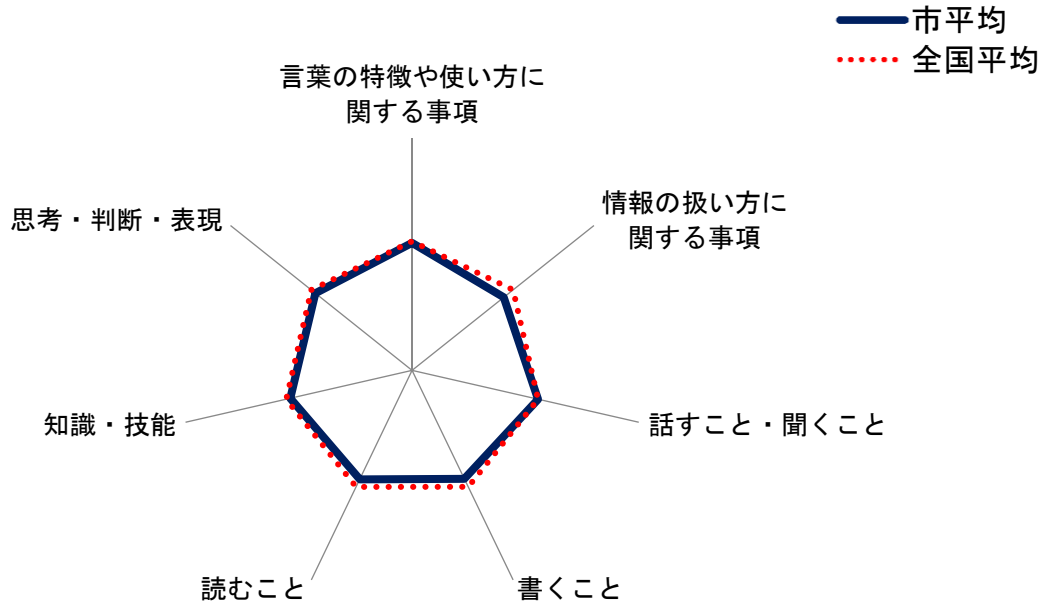 市平均
全国平均
言葉の特徴や使い方に
関する事項
情報の扱い方に
関する事項
思考・判断・表現
知識・技能
話すこと・聞くこと
読むこと
書くこと